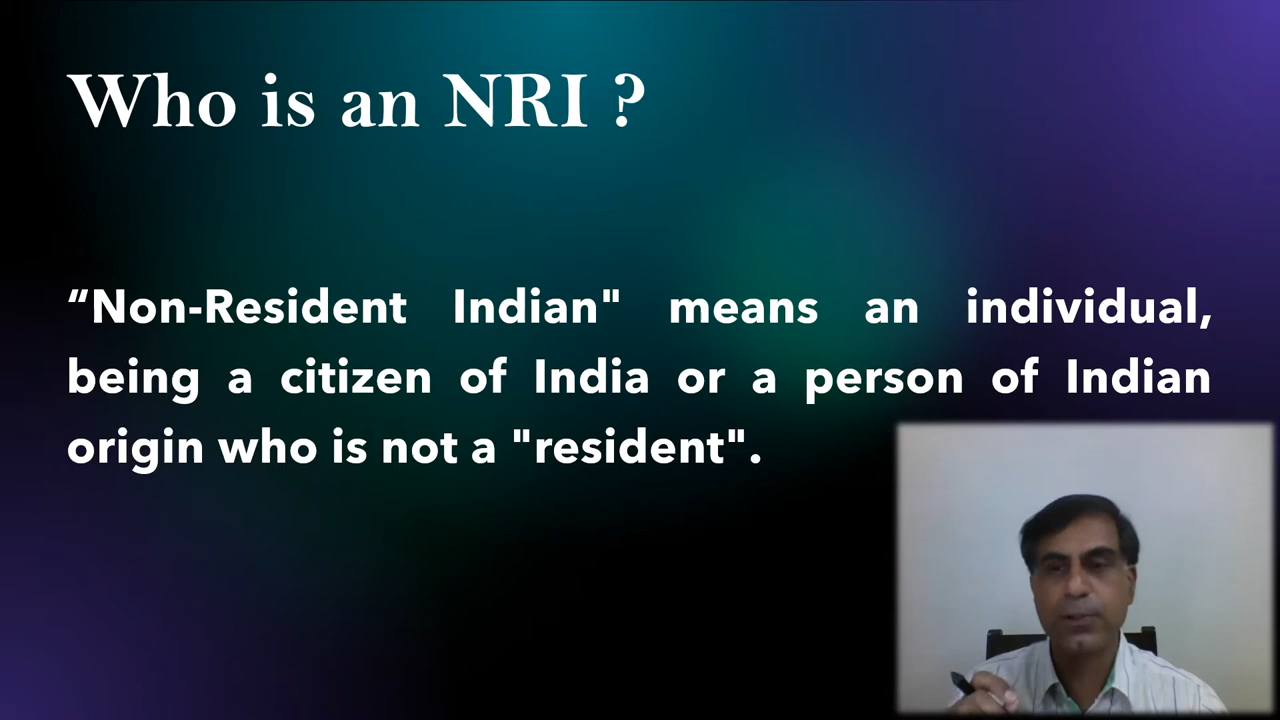 Who is an NRI ?
“Non-Resident Indian" means an individual,
being a citizen of India or a person of Indian
origin who is not a "resident".